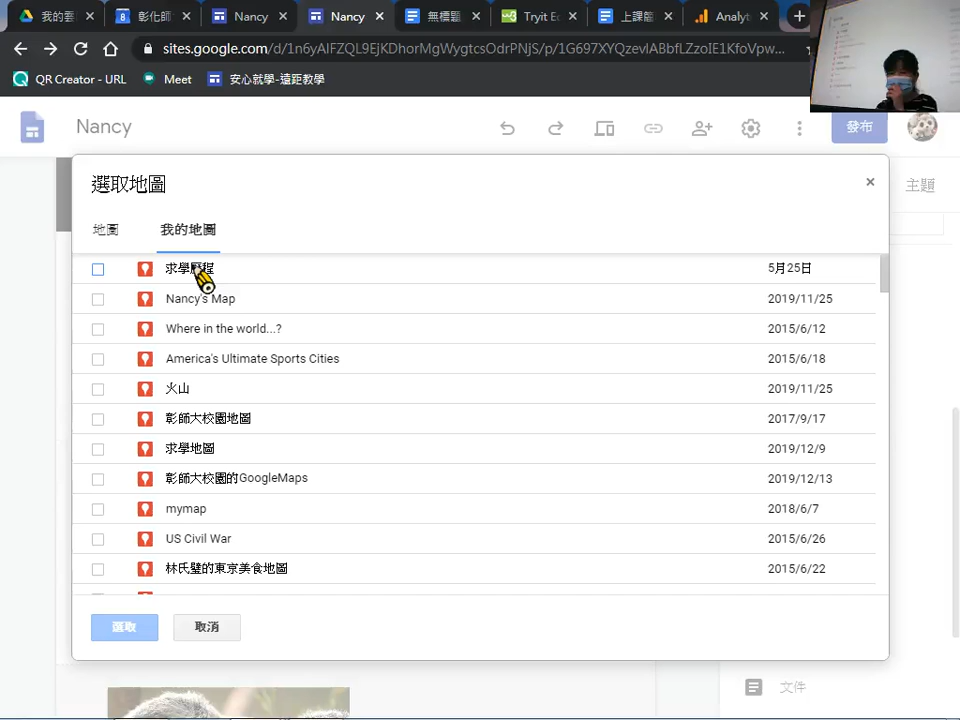 我的雲
彰化師
Nancy
Nancy
無標題
Tryit E
上課錄
Analyt
sites.google.com/d/1n6yAlFZQL9EJKDhorMgWygtcsOdrPNjS/p/1G697XYQzevlABbfLZzoIE1KfoVpw...
QR Creator - URL
Meet
安心就學-遠距教學
Nancy
發布
選取地圖
主題
地圖
我的地圖
求學歷程 5月25日
Nancy's Map 2019/11/25
Where in the world...? 2015/6/12
America's Ultimate Sports Cities 2015/6/18
火山 2019/11/25
彰師大校園地圖 2017/9/17
求學地圖 2019/12/9
彰師大校園的GoogleMaps 2019/12/13
mymap 2018/6/7
US Civil War 2015/6/26
林氏璧的東京美食地圖 2015/6/22
選取
取消
文件